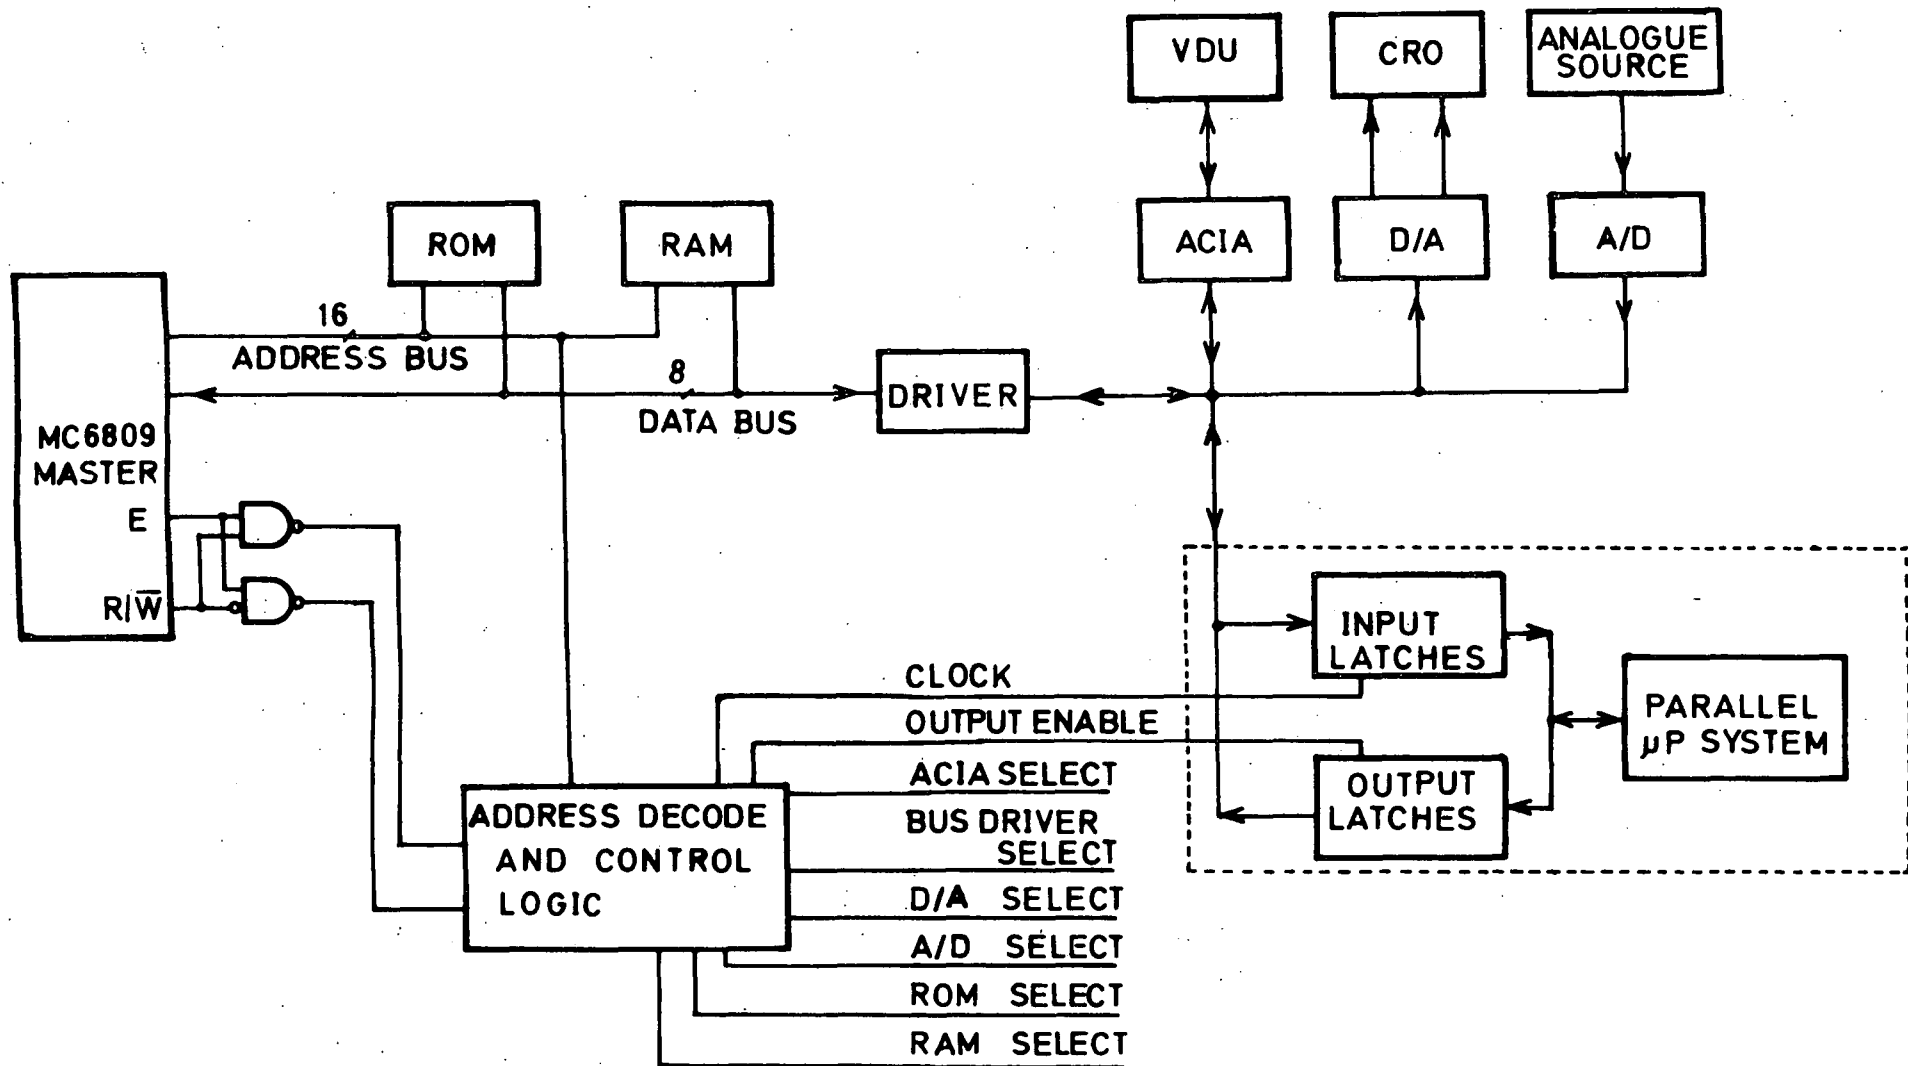 VDU
CRO
ANALOGUE
SOURCE
ROM
RAM
ACIA
D/A
A/D
16
ADDRESS BUS
8
DATA BUS
DRIVER
MC6809
MASTER
E
R/W̅
INPUT
LATCHES
CLOCK
OUTPUT ENABLE
PARALLEL
µP SYSTEM
ACIA SELECT
OUTPUT
LATCHES
ADDRESS DECODE
AND CONTROL
LOGIC
BUS DRIVER
SELECT
D/A SELECT
A/D SELECT
ROM SELECT
RAM SELECT